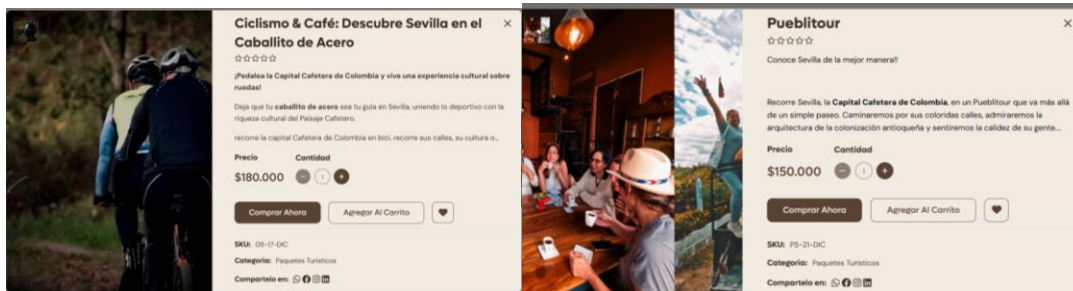 Ciclismo & Café: Descubre Sevilla en el
Caballito de Acero
¡Pedalea la Capital Cafetera de Colombia y vive una experiencia cultural sobre
ruedas!
Deja que tu caballito de acero sea tu guía en Sevilla, uniendo lo deportivo con la
riqueza cultural del Paisaje Cafetero.
recorre la capital Cafetera de Colombia en bici, recorre sus calles, su cultura o...
Precio Cantidad
$180.000 − 1 +
Comprar Ahora Agregar Al Carrito
SKU: 08-17-DIC
Categoria: Paquetes Turísticos
Compartelo en:
Pueblitour
Conoce Sevilla de la mejor manera!!
Recorre Sevilla, la Capital Cafetera de Colombia, en un Pueblitour que va más allá
de un simple paseo. Caminaremos por sus coloridas calles, admiraremos la
arquitectura de la colonización antioqueña y sentiremos la calidez de su gente...
Precio Cantidad
$150.000 − 1 +
Comprar Ahora Agregar Al Carrito
SKU: PS-21-DIC
Categoria: Paquetes Turísticos
Compartelo en: